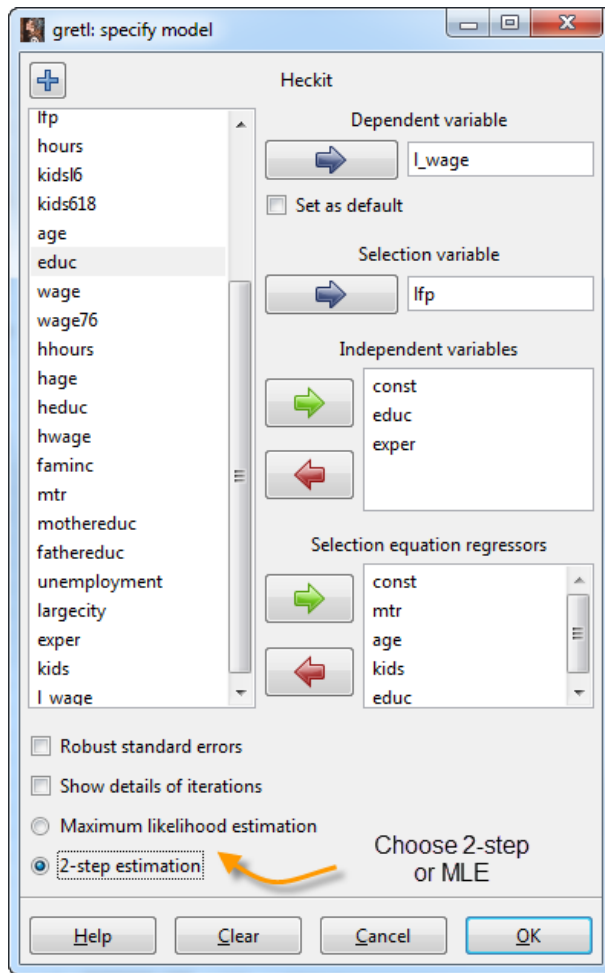 gretl: specify model
Heckit
lfp
hours
kidsl6
kids618
age
educ
wage
wage76
hhours
hage
heduc
hwage
faminc
mtr
mothereduc
fathereduc
unemployment
largecity
exper
kids
l_wage
Dependent variable
l_wage
Set as default
Selection variable
lfp
Independent variables
const
educ
exper
Selection equation regressors
const
mtr
age
kids
educ
Robust standard errors
Show details of iterations
Maximum likelihood estimation
2-step estimation
Choose 2-step
or MLE
Help
Clear
Cancel
OK